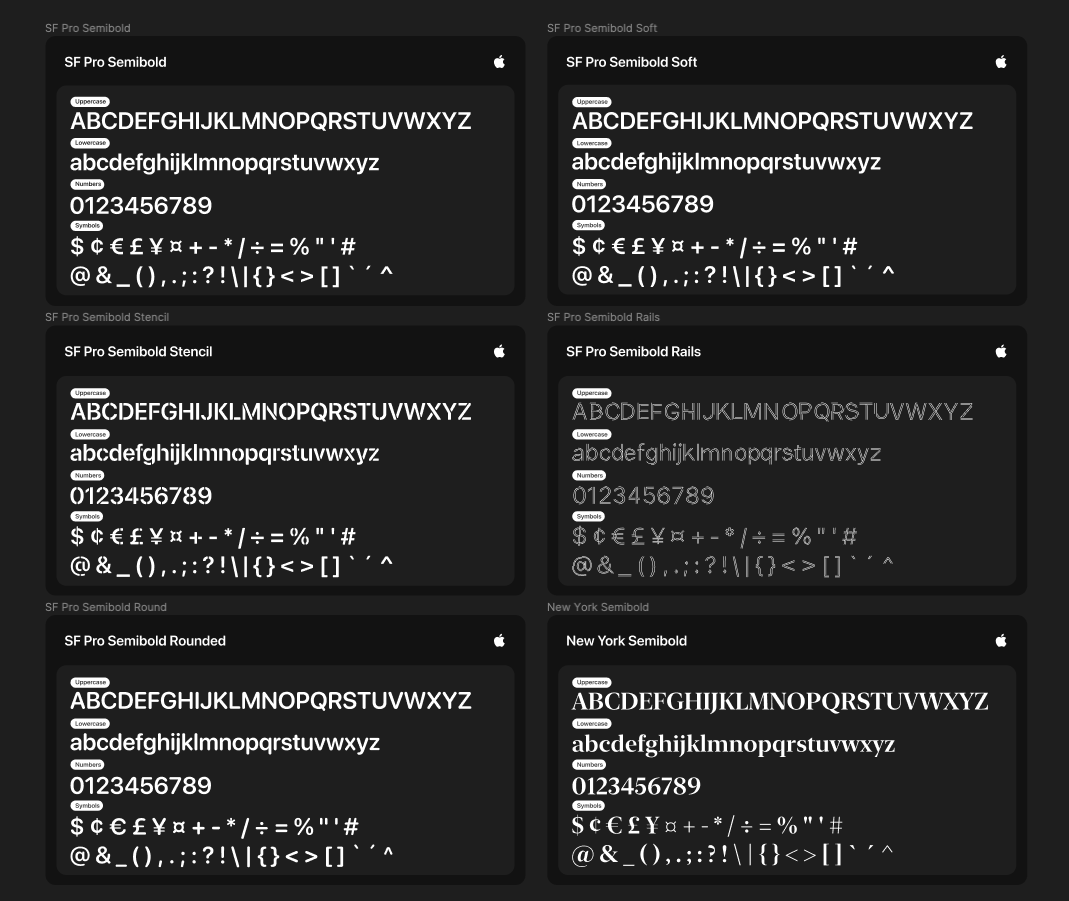 SF Pro Semibold
SF Pro Semibold
Uppercase
ABCDEFGHIJKLMNOPQRSTUVWXYZ
Lowercase
abcdefghijklmnopqrstuvwxyz
Numbers
0123456789
Symbols
$ ¢ € £ ¥ ¤ + - * / ÷ = % " ' #
@ & _ ( ) , . ; : ? ! \ | { } < > [ ] ` ´ ^
SF Pro Semibold Soft
SF Pro Semibold Soft
Uppercase
ABCDEFGHIJKLMNOPQRSTUVWXYZ
Lowercase
abcdefghijklmnopqrstuvwxyz
Numbers
0123456789
Symbols
$ ¢ € £ ¥ ¤ + - * / ÷ = % " ' #
@ & _ ( ) , . ; : ? ! \ | { } < > [ ] ` ´ ^
SF Pro Semibold Stencil
SF Pro Semibold Stencil
Uppercase
ABCDEFGHIJKLMNOPQRSTUVWXYZ
Lowercase
abcdefghijklmnopqrstuvwxyz
Numbers
0123456789
Symbols
$ ¢ € £ ¥ ¤ + - * / ÷ = % " ' #
@ & _ ( ) , . ; : ? ! \ | { } < > [ ] ` ´ ^
SF Pro Semibold Rails
SF Pro Semibold Rails
Uppercase
ABCDEFGHIJKLMNOPQRSTUVWXYZ
Lowercase
abcdefghijklmnopqrstuvwxyz
Numbers
0123456789
Symbols
$ ¢ € £ ¥ ¤ + - * / ÷ = % " ' #
@ & _ ( ) , . ; : ? ! \ | { } < > [ ] ` ´ ^
SF Pro Semibold Round
SF Pro Semibold Rounded
Uppercase
ABCDEFGHIJKLMNOPQRSTUVWXYZ
Lowercase
abcdefghijklmnopqrstuvwxyz
Numbers
0123456789
Symbols
$ ¢ € £ ¥ ¤ + - * / ÷ = % " ' #
@ & _ ( ) , . ; : ? ! \ | { } < > [ ] ` ´ ^
New York Semibold
New York Semibold
Uppercase
ABCDEFGHIJKLMNOPQRSTUVWXYZ
Lowercase
abcdefghijklmnopqrstuvwxyz
Numbers
0123456789
Symbols
$ ¢ € £ ¥ ¤ + - * / ÷ = % " ' #
@ & _ ( ) , . ; : ? ! \ | { } < > [ ] ` ´ ^